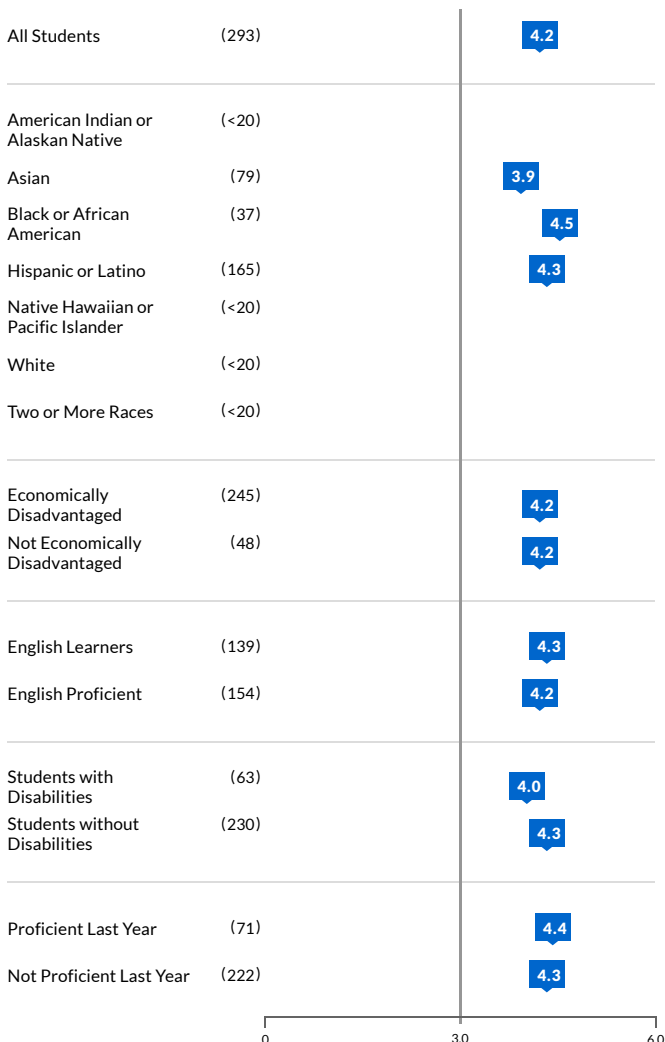 All Students (293) 4.2
American Indian or (<20)
Alaskan Native
Asian (79) 3.9
Black or African (37) 4.5
American
Hispanic or Latino (165) 4.3
Native Hawaiian or (<20)
Pacific Islander
White (<20)
Two or More Races (<20)
Economically (245) 4.2
Disadvantaged
Not Economically (48) 4.2
Disadvantaged
English Learners (139) 4.3
English Proficient (154) 4.2
Students with (63) 4.0
Disabilities
Students without (230) 4.3
Disabilities
Proficient Last Year (71) 4.4
Not Proficient Last Year (222) 4.3
0 3.0 6.0